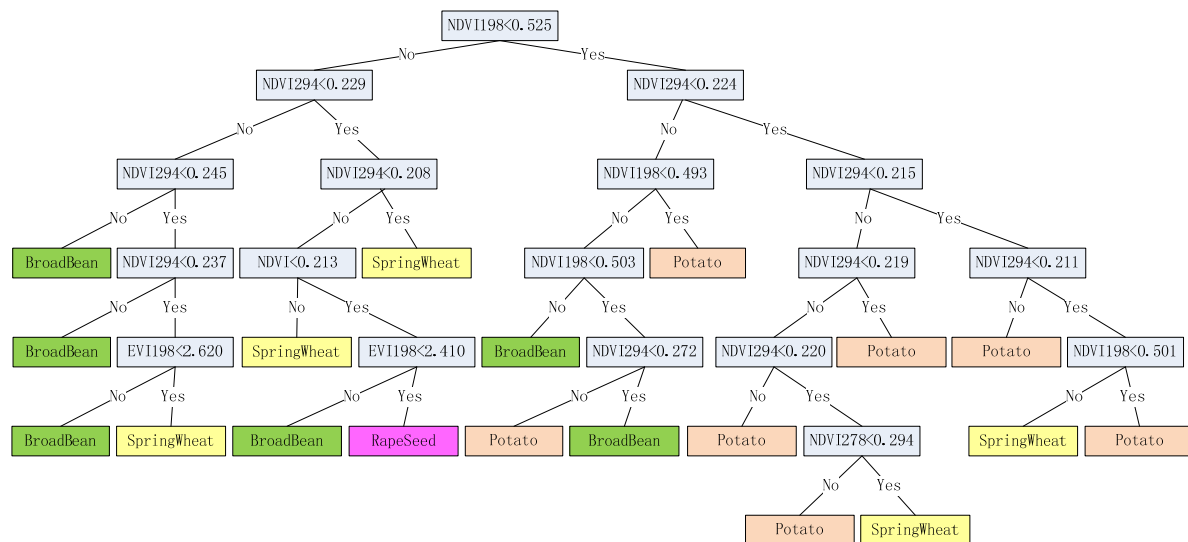 NDVI198<0.525
No
Yes
NDVI294<0.229
NDVI294<0.224
No
Yes
No
Yes
NDVI294<0.245
NDVI294<0.208
NDVI198<0.493
NDVI294<0.215
No
Yes
No
Yes
No
Yes
No
Yes
BroadBean
NDVI294<0.237
NDVI<0.213
SpringWheat
NDVI198<0.503
Potato
NDVI294<0.219
NDVI294<0.211
No
Yes
No
Yes
No
Yes
No
Yes
No
Yes
BroadBean
EVI198<2.620
SpringWheat
EVI198<2.410
BroadBean
NDVI294<0.272
NDVI294<0.220
Potato
Potato
NDVI198<0.501
No
Yes
No
Yes
No
Yes
No
Yes
No
Yes
BroadBean
SpringWheat
BroadBean
RapeSeed
Potato
BroadBean
Potato
NDVI278<0.294
SpringWheat
Potato
No
Yes
Potato
SpringWheat